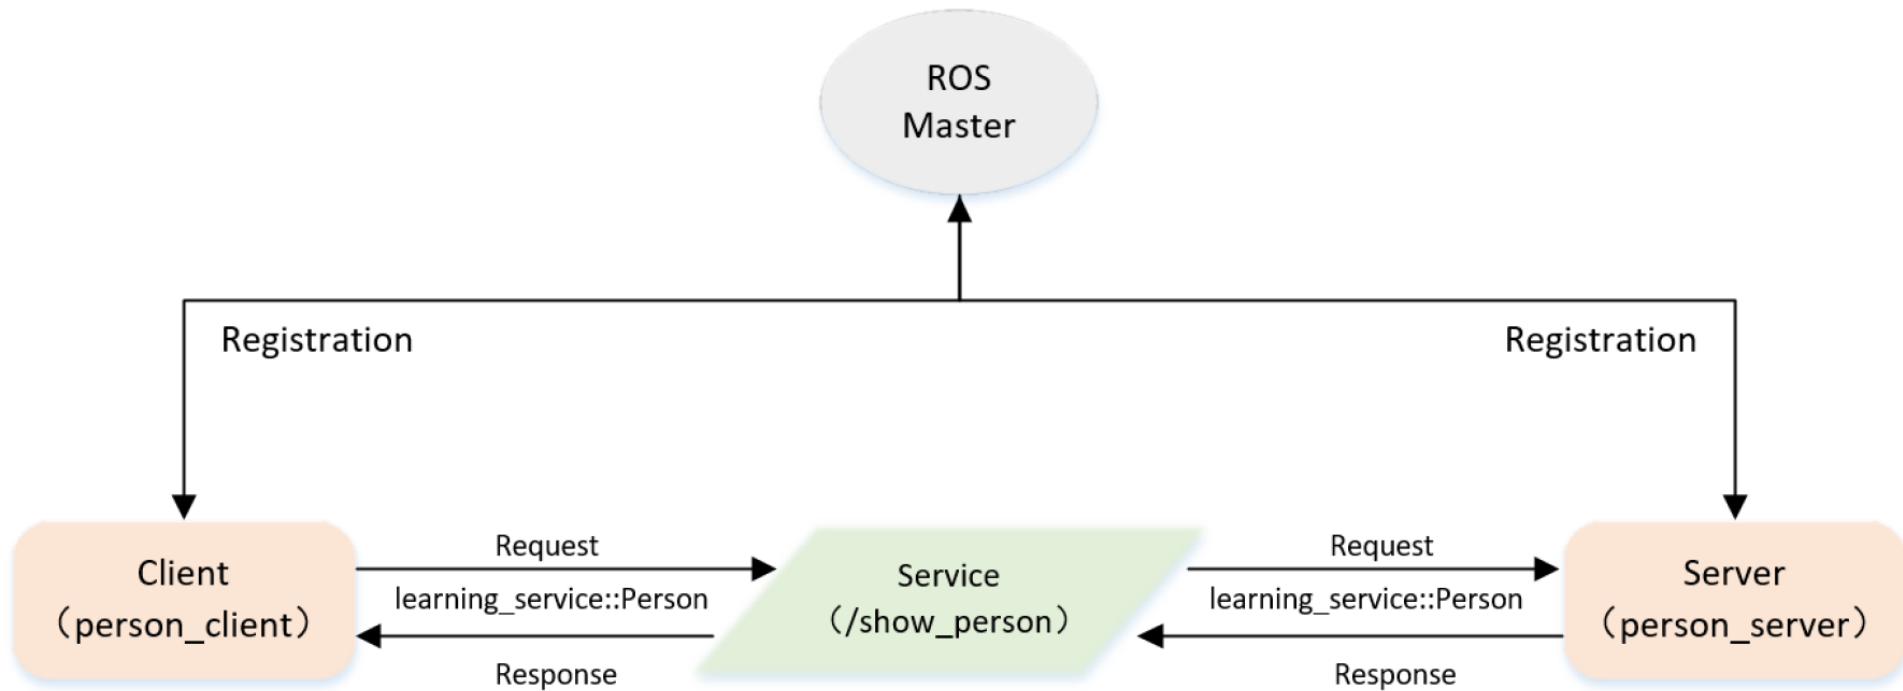 ROS
Master
Registration
Registration
Client
（person_client）
Request
learning_service::Person
Response
Service
（/show_person）
Request
learning_service::Person
Response
Server
（person_server）